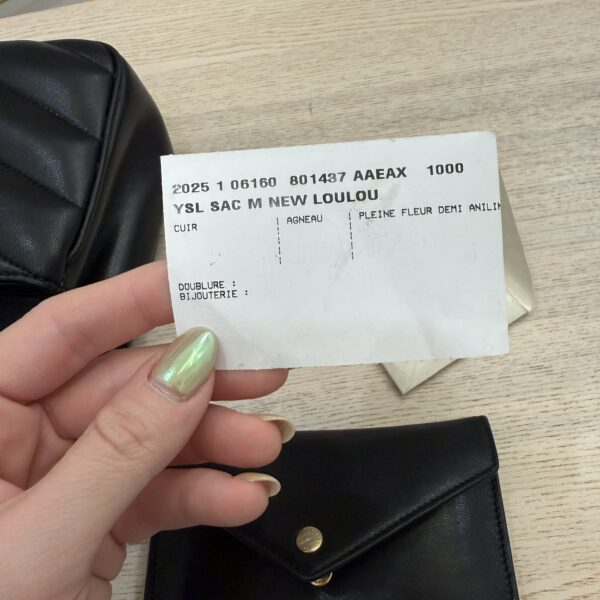 2025 1 06160 801437 AAEAX 1000
YSL SAC M NEW LOULOU
CUIR | AGNEAU | PLEINE FLEUR DEMI ANILIN
DOUBLURE :
BIJOUTERIE :